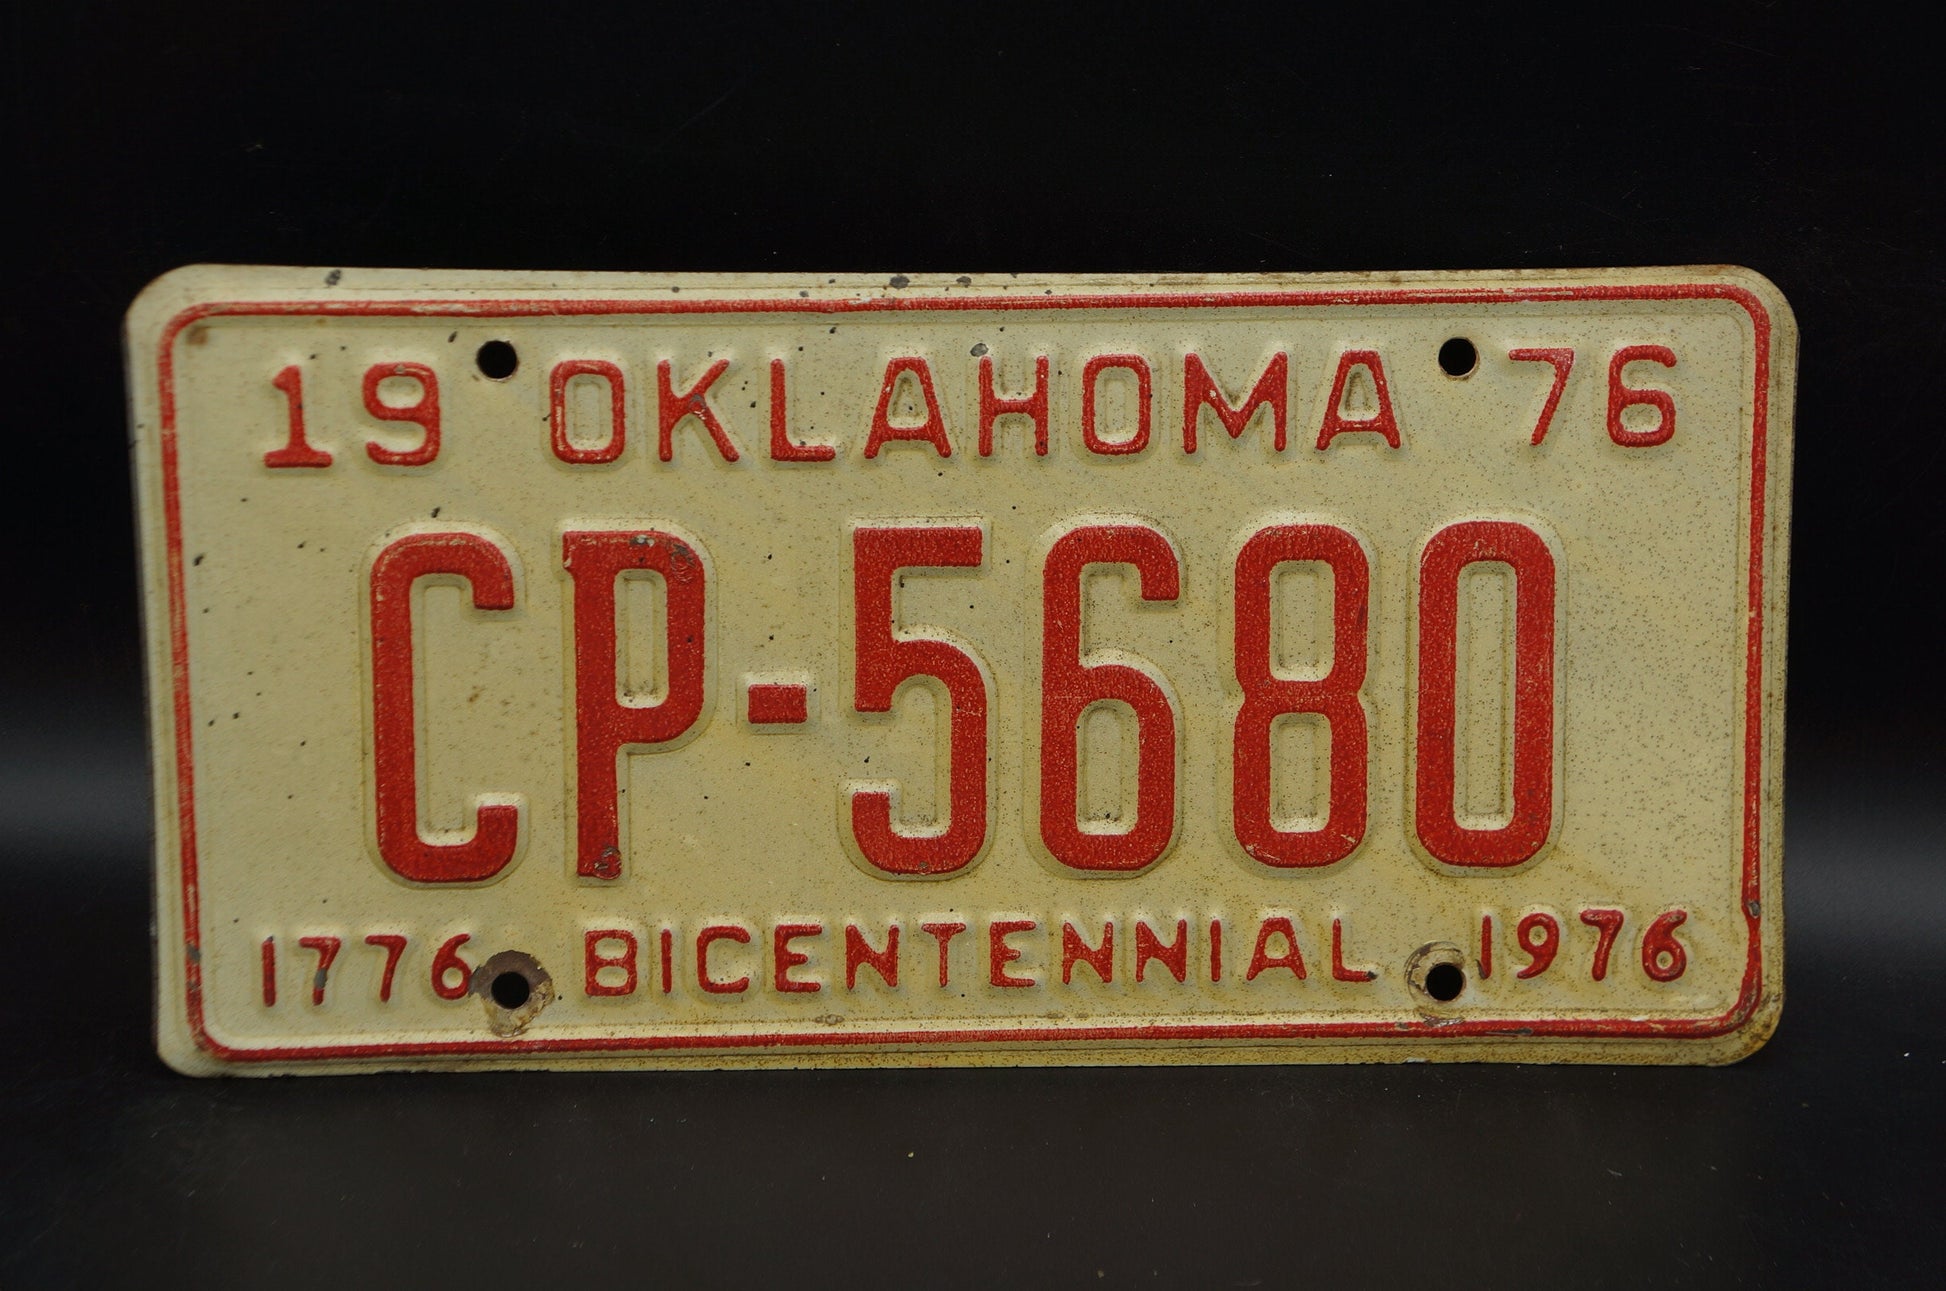 19 OKLAHOMA 76
CP-5680
1776 BICENTENNIAL 1976